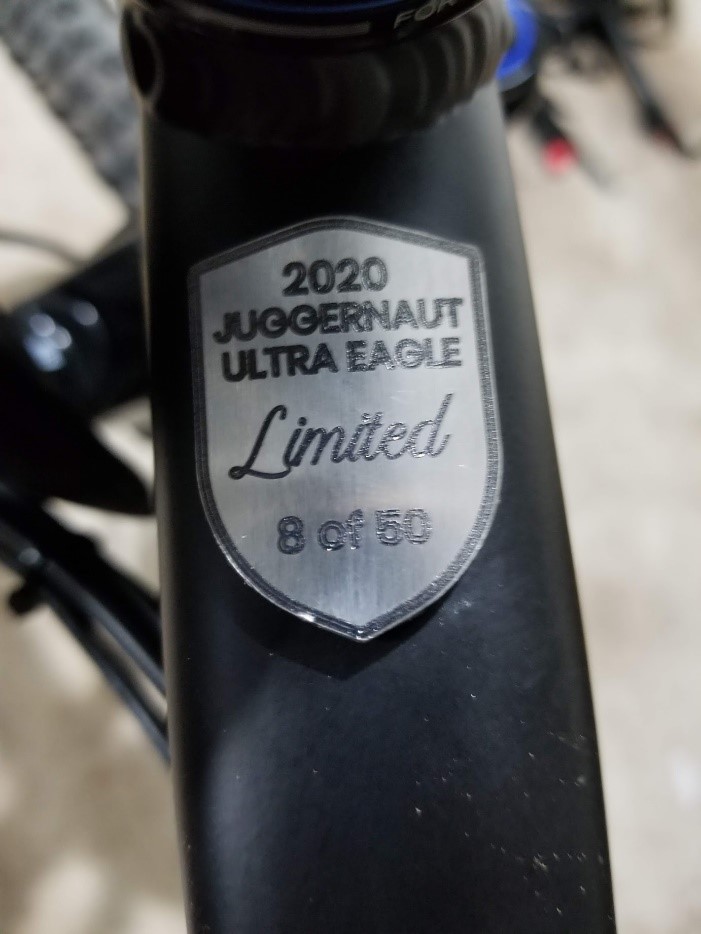 2020
JUGGERNAUT
ULTRA EAGLE
Limited
8 of 50